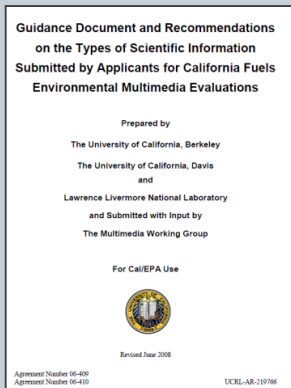 Guidance Document and Recommendations
on the Types of Scientific Information
Submitted by Applicants for California Fuels
Environmental Multimedia Evaluations
Prepared by
The University of California, Berkeley
The University of California, Davis
and
Lawrence Livermore National Laboratory
and Submitted with Input by
The Multimedia Working Group
For Cal/EPA Use
Revised June 2008
Agreement Number 06-409
Agreement Number 06-410
UCRL-AR-219766